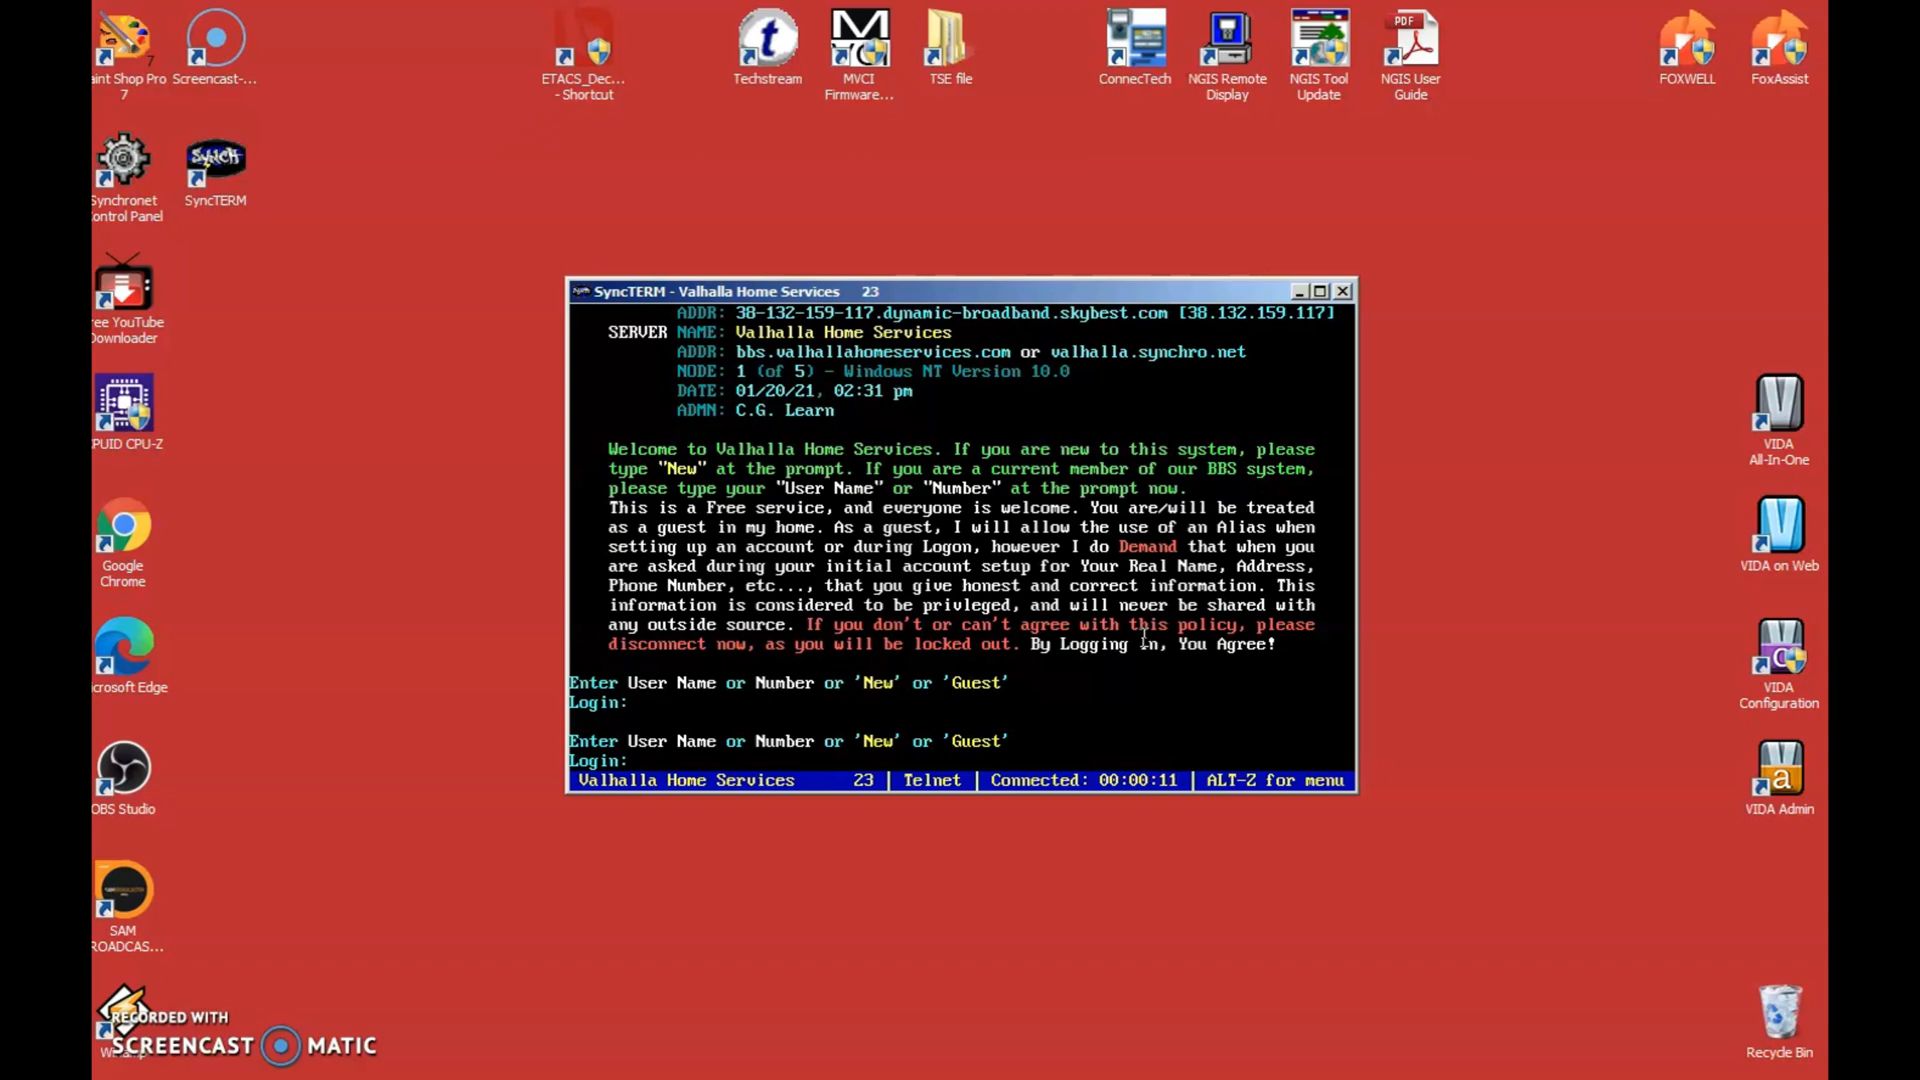 aint Shop Pro
7
7
Screencast-...
ETACS_Dec...
- Shortcut
t
Techstream
MVCI
Firmware...
TSE file
ConnecTech
NGIS Remote
Display
NGIS Tool
Update
PDF
NGIS User
Guide
FOXWELL
FoxAssist
Synchronet
ontrol Panel
SyncTERM
ree YouTube
Downloader
PUID CPU-Z
Google
Chrome
icrosoft Edge
OBS Studio
SAM
ROADCAS...
SyncTERM - Valhalla Home Services 23
ADDR: 38-132-159-117.dynamic-broadband.skybest.com [38.132.159.117]
SERVER NAME: Valhalla Home Services
ADDR: bbs.valhallahomeservices.com or valhalla.synchro.net
NODE: 1 (of 5) - Windows NT Version 10.0
DATE: 01/20/21, 02:31 pm
ADMN: C.G. Learn
Welcome to Valhalla Home Services. If you are new to this system, please
type "New" at the prompt. If you are a current member of our BBS system,
please type your "User Name" or "Number" at the prompt now.
This is a Free service, and everyone is welcome. You are/will be treated
as a guest in my home. As a guest, I will allow the use of an Alias when
setting up an account or during Logon, however I do Demand that when you
are asked during your initial account setup for Your Real Name, Address,
Phone Number, etc..., that you give honest and correct information. This
information is considered to be privleged, and will never be shared with
any outside source. If you don't or can't agree with this policy, please
disconnect now, as you will be locked out. By Logging In, You Agree!
Enter User Name or Number or 'New' or 'Guest'
Login:
Enter User Name or Number or 'New' or 'Guest'
Login:
Valhalla Home Services 23 | Telnet | Connected: 00:00:11 | ALT-Z for menu
VIDA
All-In-One
VIDA on Web
VIDA
Configuration
VIDA Admin
Recycle Bin
RECORDED WITH
SCREENCAST MATIC